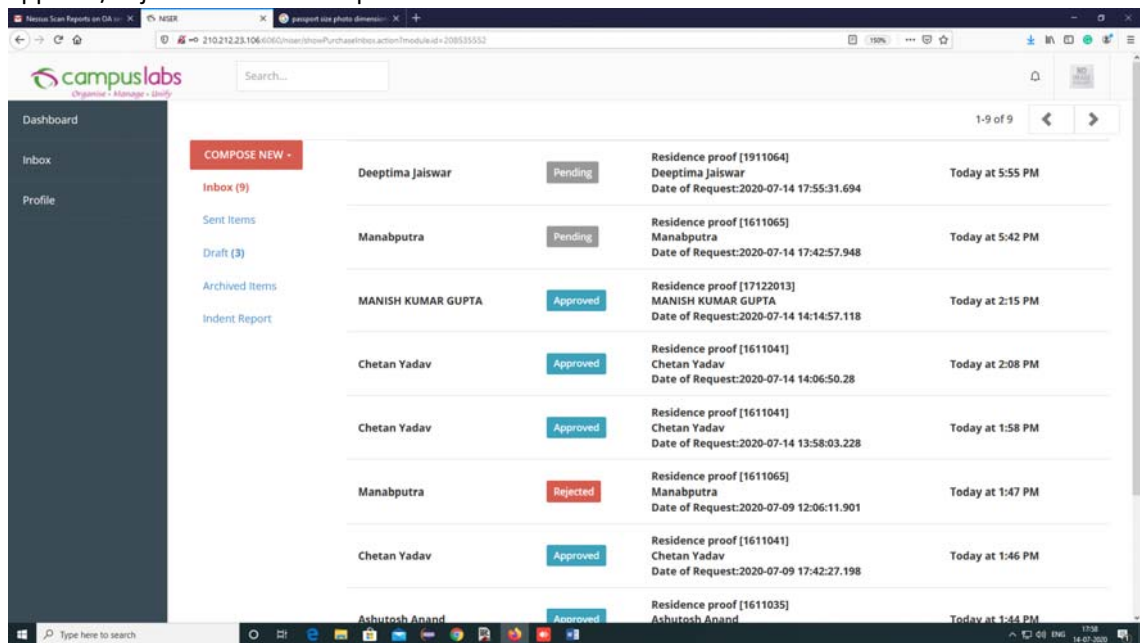 Nessus Scan Reports on OA
NISER
passport size photo dimension
210.212.23.106:6060/niser/showPurchaseInbox.action?module.id=208535552
150%
campuslabs
Organise - Manage - Unify
Search...
NO IMAGE
Dashboard
Inbox
Profile
1-9 of 9
COMPOSE NEW
Inbox (9)
Sent Items
Draft (3)
Archived Items
Indent Report
Deeptima Jaiswar
Pending
Residence proof [1911064]
Deeptima Jaiswar
Date of Request:2020-07-14 17:55:31.694
Today at 5:55 PM
Manabputra
Pending
Residence proof [1611065]
Manabputra
Date of Request:2020-07-14 17:42:57.948
Today at 5:42 PM
MANISH KUMAR GUPTA
Approved
Residence proof [17122013]
MANISH KUMAR GUPTA
Date of Request:2020-07-14 14:14:57.118
Today at 2:15 PM
Chetan Yadav
Approved
Residence proof [1611041]
Chetan Yadav
Date of Request:2020-07-14 14:06:50.28
Today at 2:08 PM
Chetan Yadav
Approved
Residence proof [1611041]
Chetan Yadav
Date of Request:2020-07-14 13:58:03.228
Today at 1:58 PM
Manabputra
Rejected
Residence proof [1611065]
Manabputra
Date of Request:2020-07-09 12:06:11.901
Today at 1:47 PM
Chetan Yadav
Approved
Residence proof [1611041]
Chetan Yadav
Date of Request:2020-07-09 17:42:27.198
Today at 1:46 PM
Ashutosh Anand
Approved
Residence proof [1611035]
Ashutosh Anand
Today at 1:44 PM
Type here to search
ENG
17:58
14-07-2020